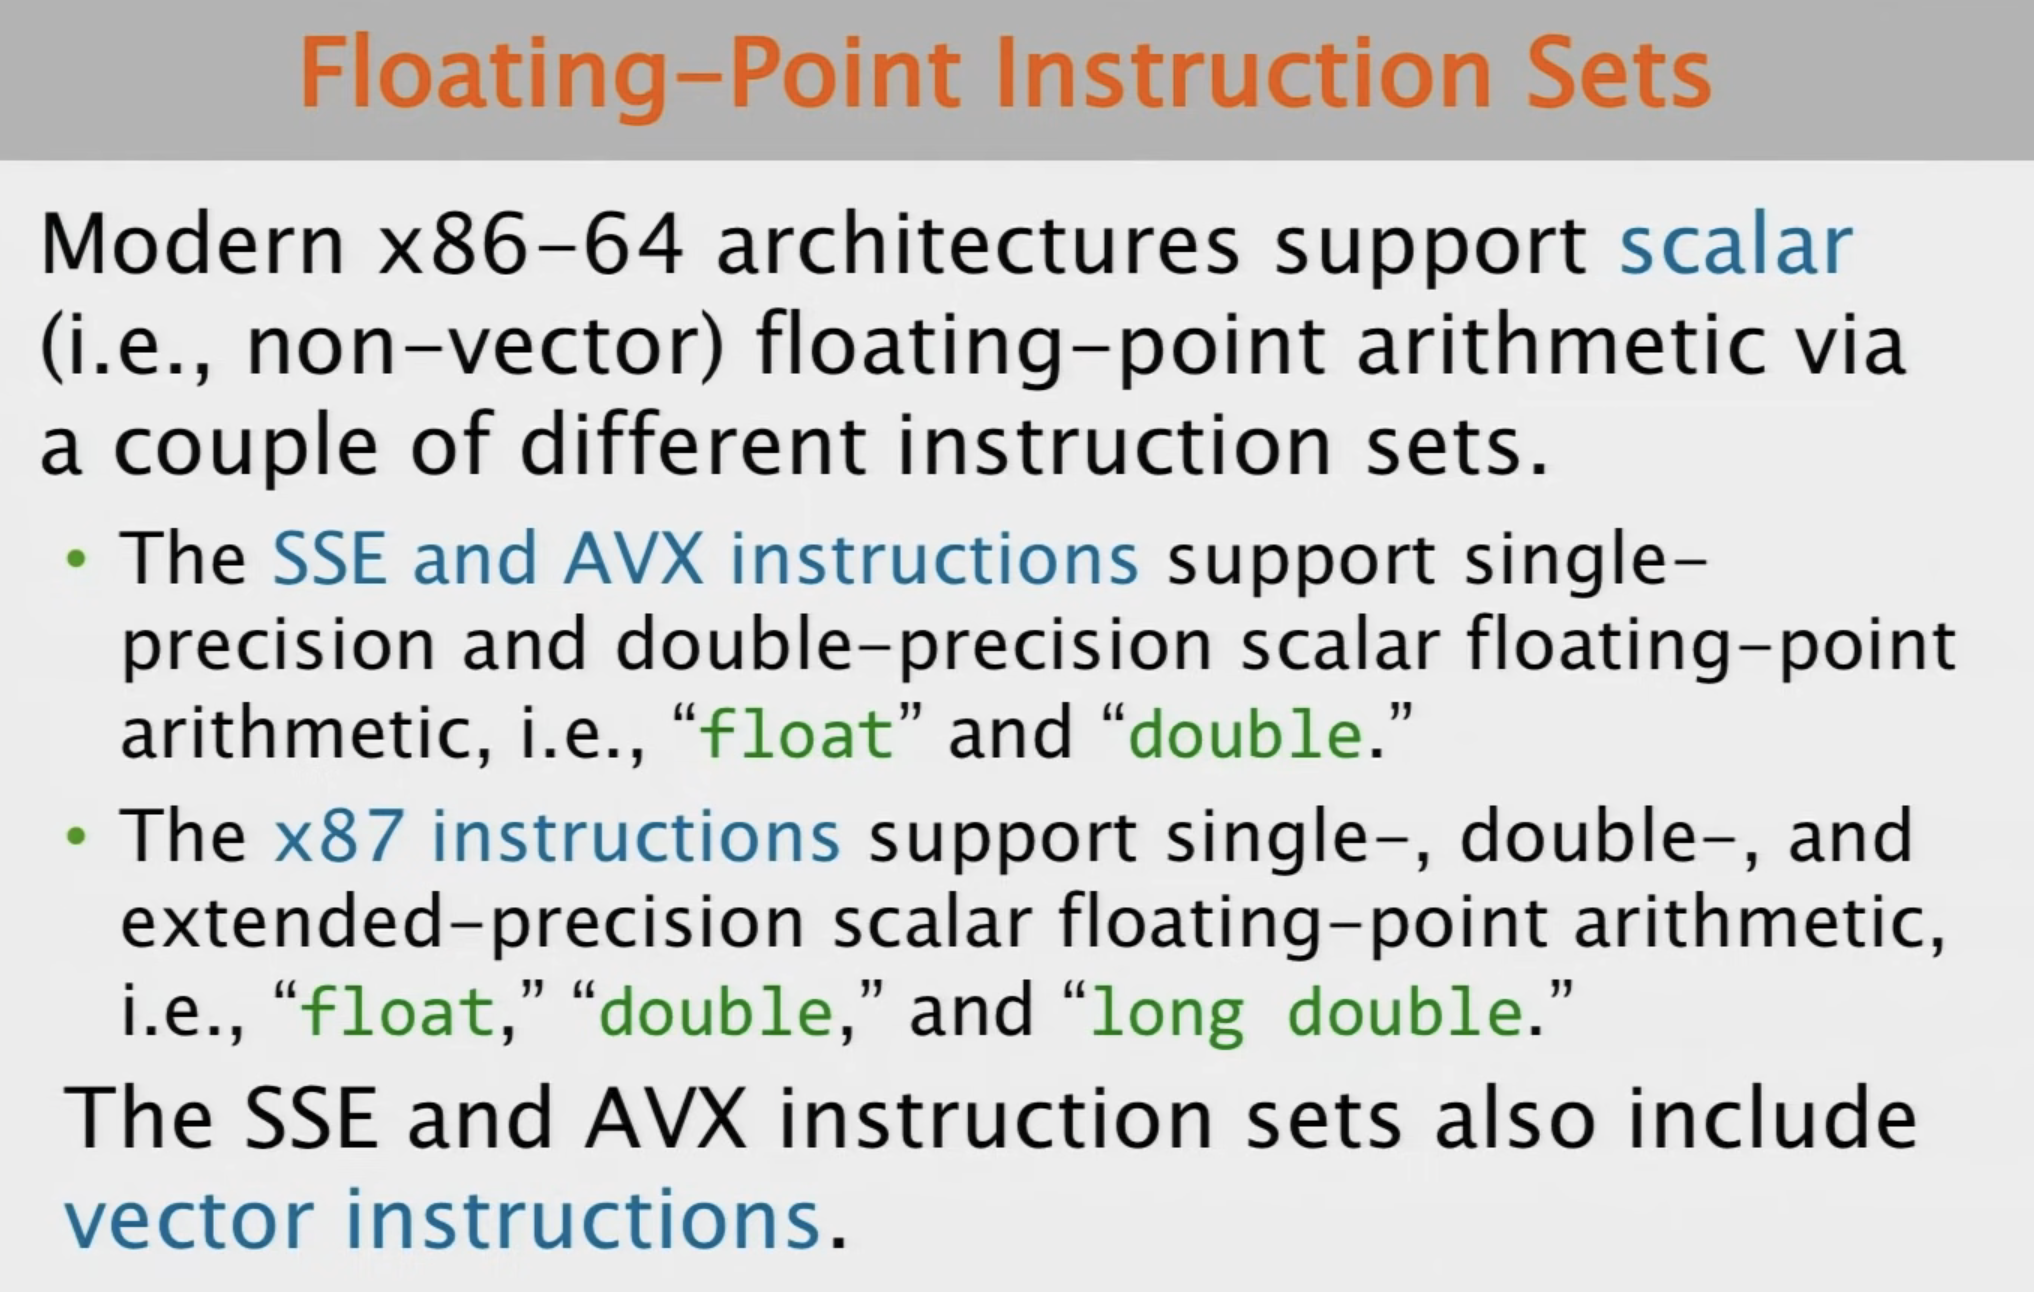 Floating-Point Instruction Sets
Modern x86-64 architectures support scalar
(i.e., non-vector) floating-point arithmetic via
a couple of different instruction sets.
• The SSE and AVX instructions support single-
precision and double-precision scalar floating-point
arithmetic, i.e., “float” and “double.”
• The x87 instructions support single-, double-, and
extended-precision scalar floating-point arithmetic,
i.e., “float,” “double,” and “long double.”
The SSE and AVX instruction sets also include
vector instructions.